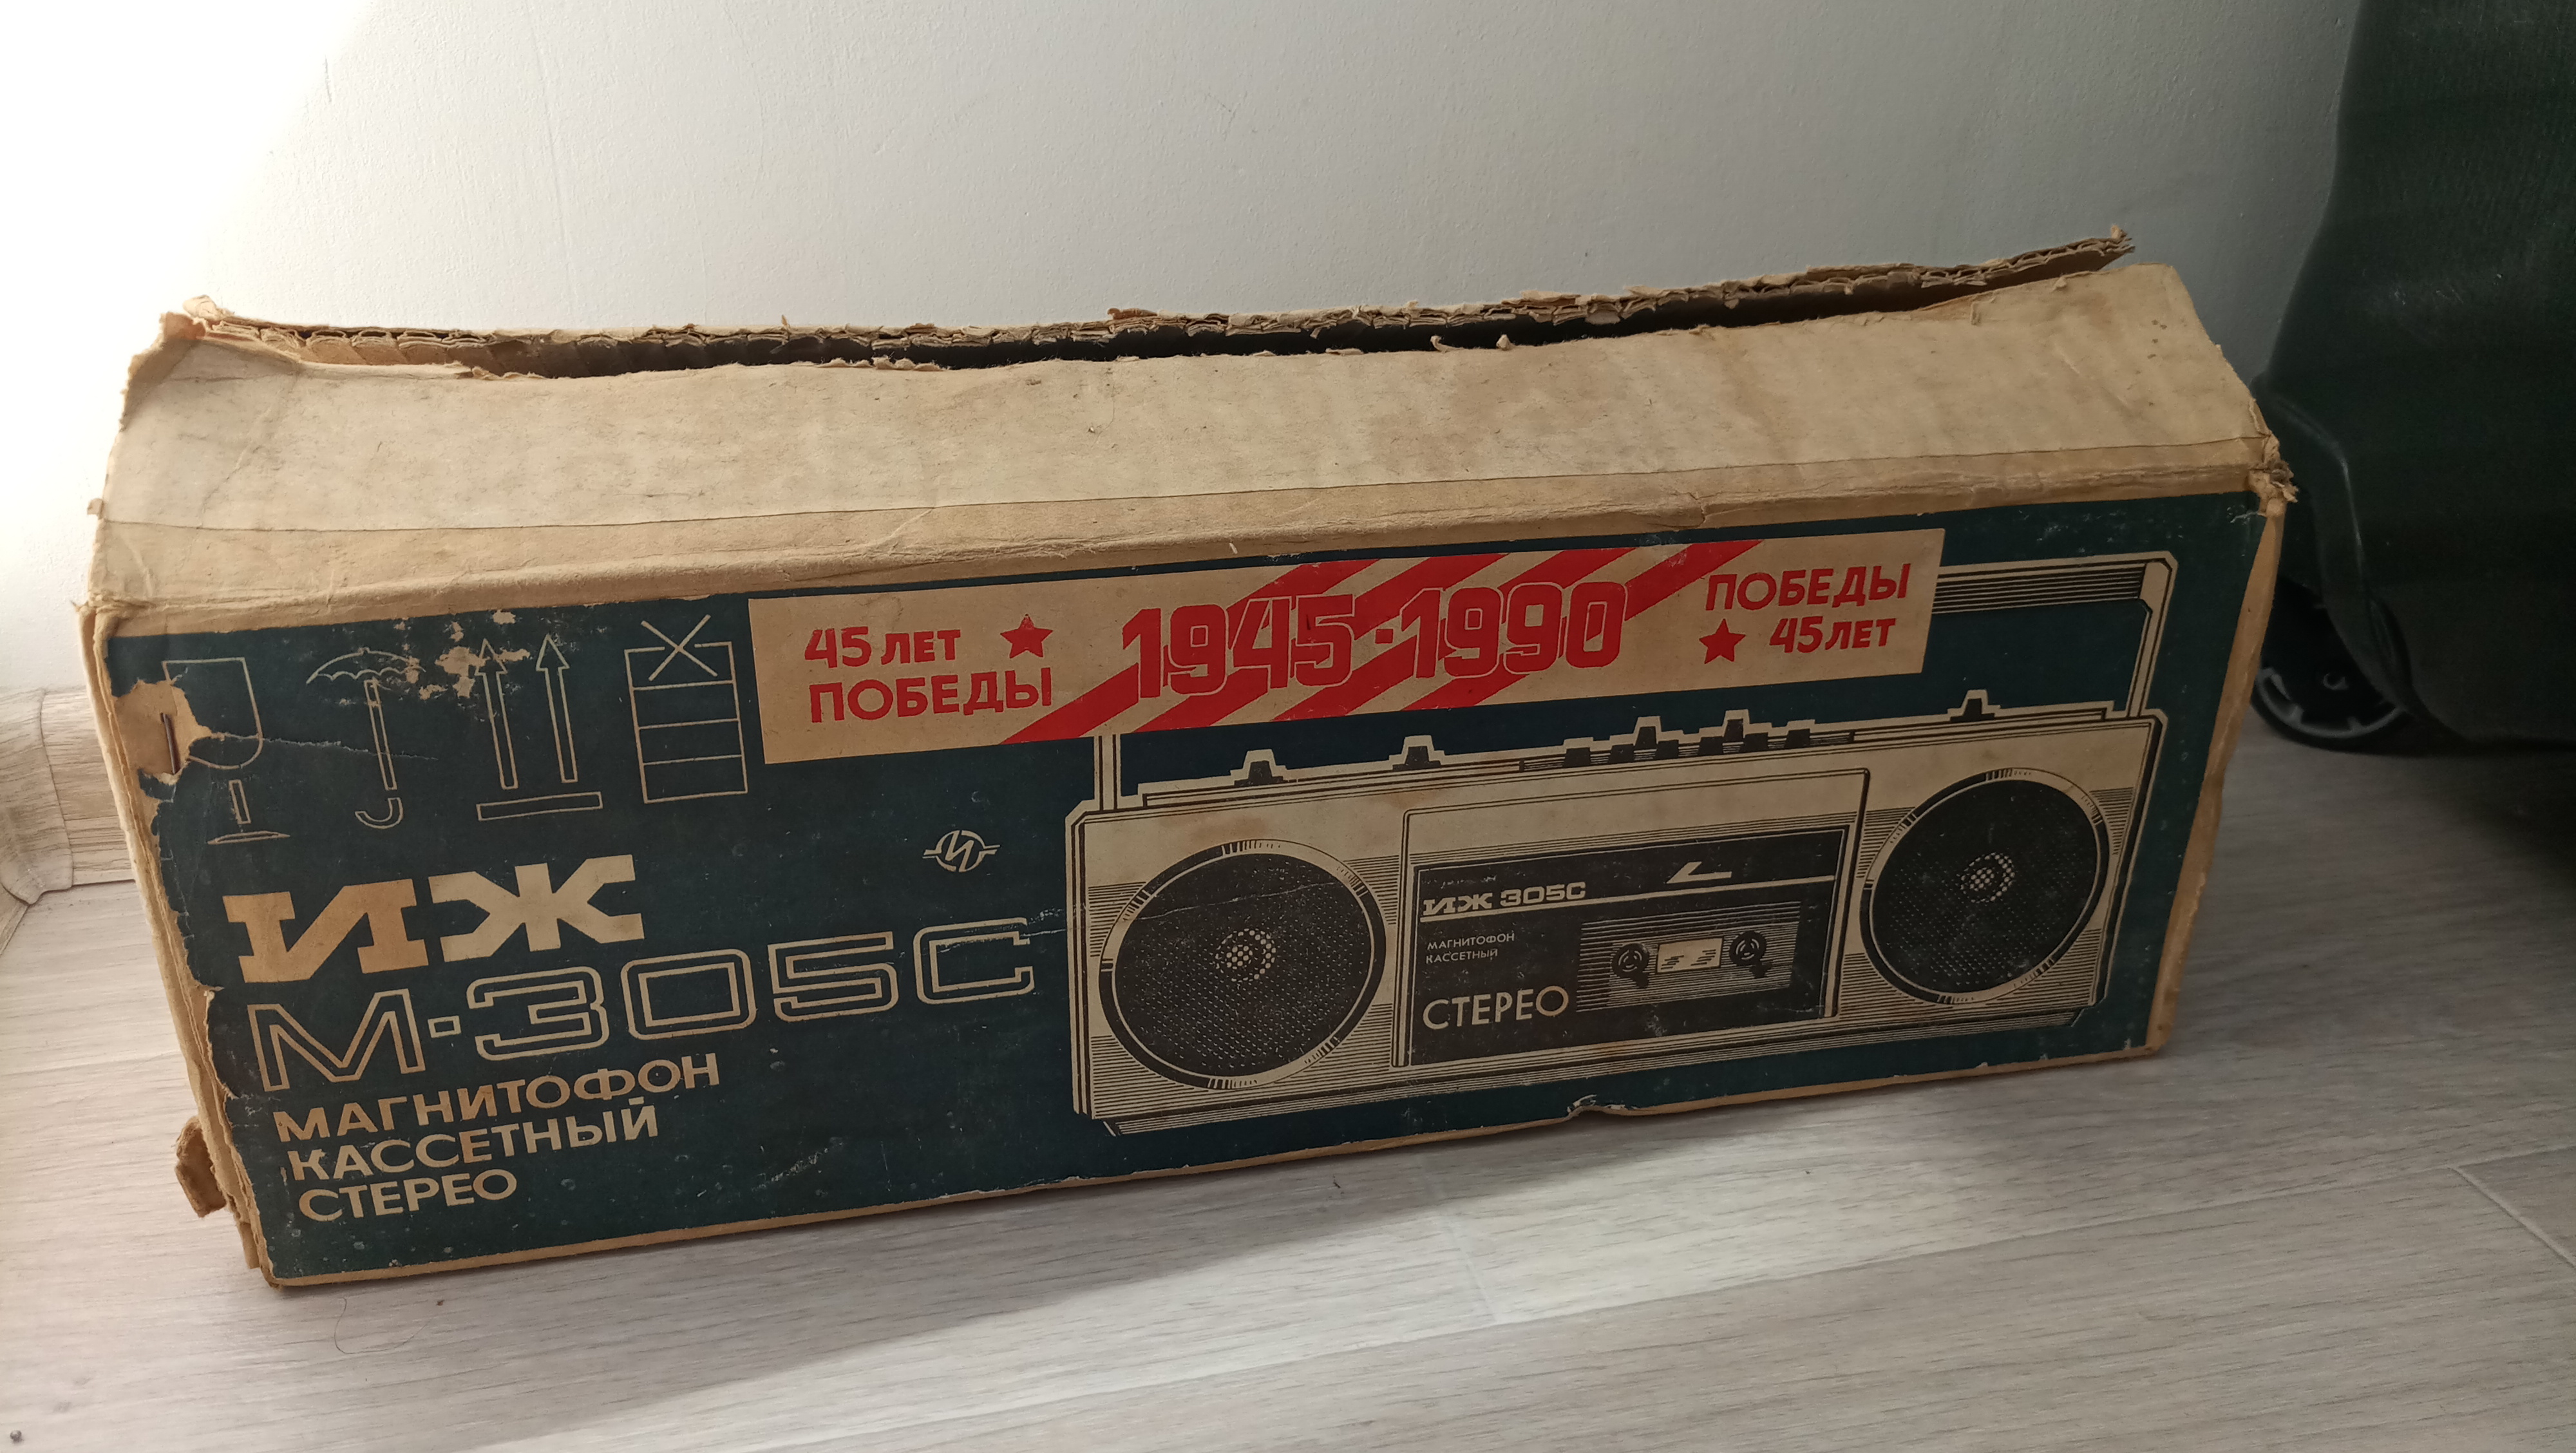 45 ЛЕТ
ПОБЕДЫ
1945-1990
ПОБЕДЫ
45 ЛЕТ
ИЖ
М-305С
МАГНИТОФОН
КАССЕТНЫЙ
СТЕРЕО
ИЖ 305С
МАГНИТОФОН
КАССЕТНЫЙ
СТЕРЕО